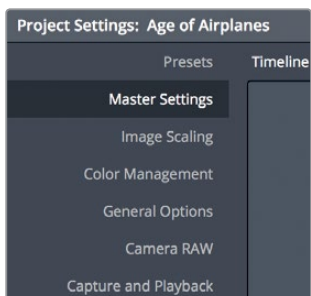 Project Settings: Age of Airplanes
Presets
Timeline
Master Settings
Image Scaling
Color Management
General Options
Camera RAW
Capture and Playback